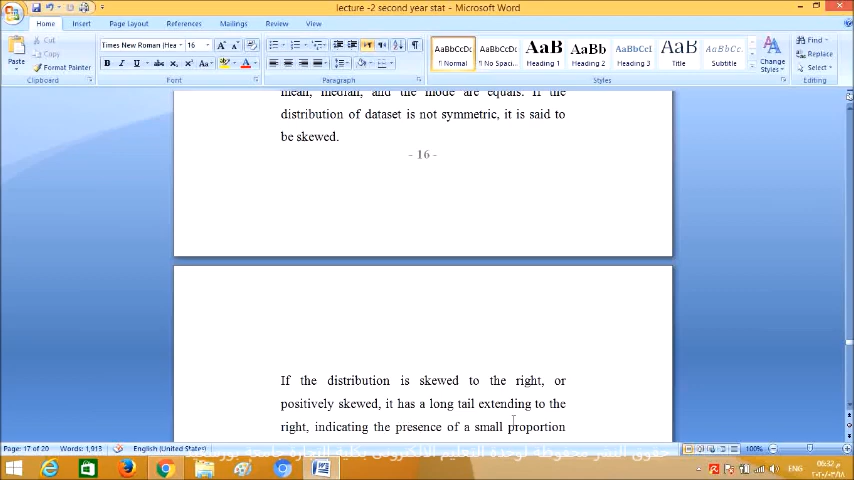 lecture -2 second year stat - Microsoft Word
Home Insert Page Layout References Mailings Review View
Cut
Copy
Format Painter
Paste
Clipboard
Times New Roman (Hea 16
Font
Paragraph
AaBbCcDc AaBbCcDc AaB AaBb AaBbCcI AaB AaBbCc.
¶ Normal ¶ No Spaci... Heading 1 Heading 2 Heading 3 Title Subtitle
Change Styles
Styles
Find
Replace
Select
Editing
mean, median, and the mode are equals. If the
distribution of dataset is not symmetric, it is said to
be skewed.
- 16 -
If the distribution is skewed to the right, or
positively skewed, it has a long tail extending to the
right, indicating the presence of a small proportion
Page: 17 of 20 Words: 1,913 English (United States) 100%
ENG